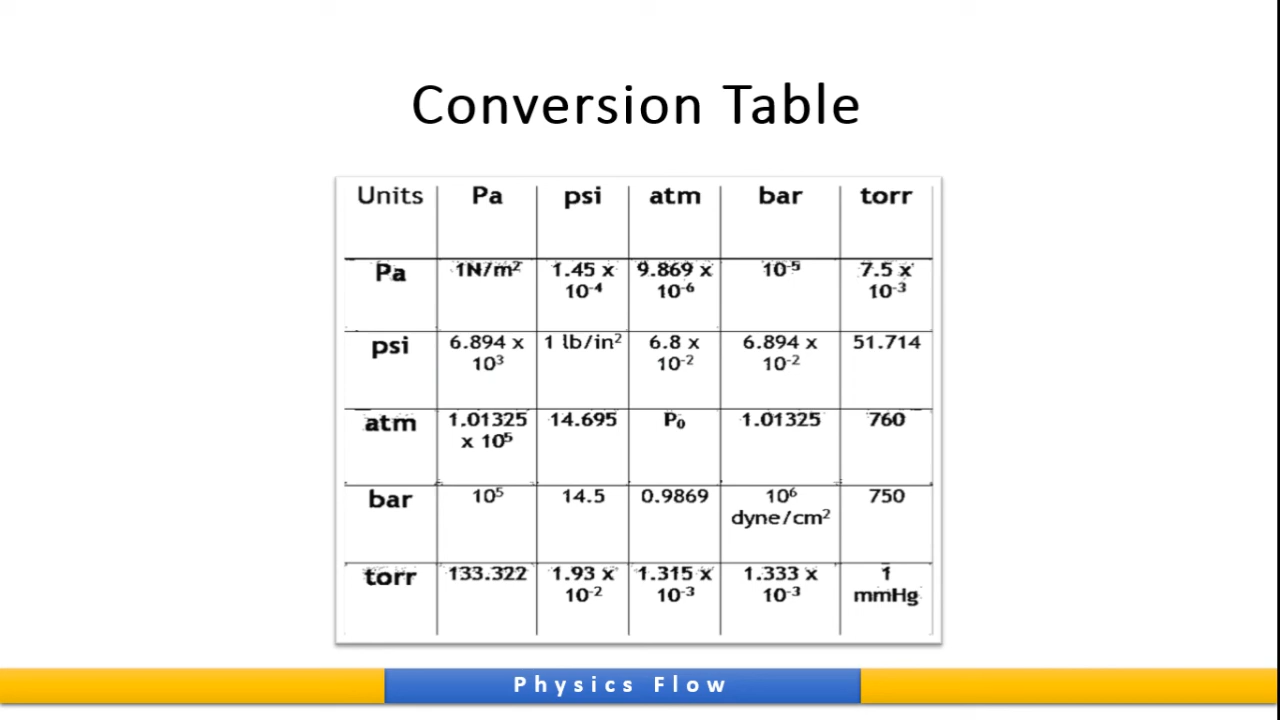 Conversion Table
Units Pa psi atm bar torr
Pa 1N/m² 1.45 x 9.869 x 10⁻⁵ 7.5 x
10⁻⁴ 10⁻⁶ 10⁻³
psi 6.894 x 1 lb/in² 6.8 x 6.894 x 51.714
10³ 10⁻² 10⁻²
atm 1.01325 14.695 P₀ 1.01325 760
x 10⁵
bar 10⁵ 14.5 0.9869 10⁶ 750
dyne/cm²
torr 133.322 1.93 x 1.315 x 1.333 x 1
10⁻² 10⁻³ 10⁻³ mmHg
Physics Flow